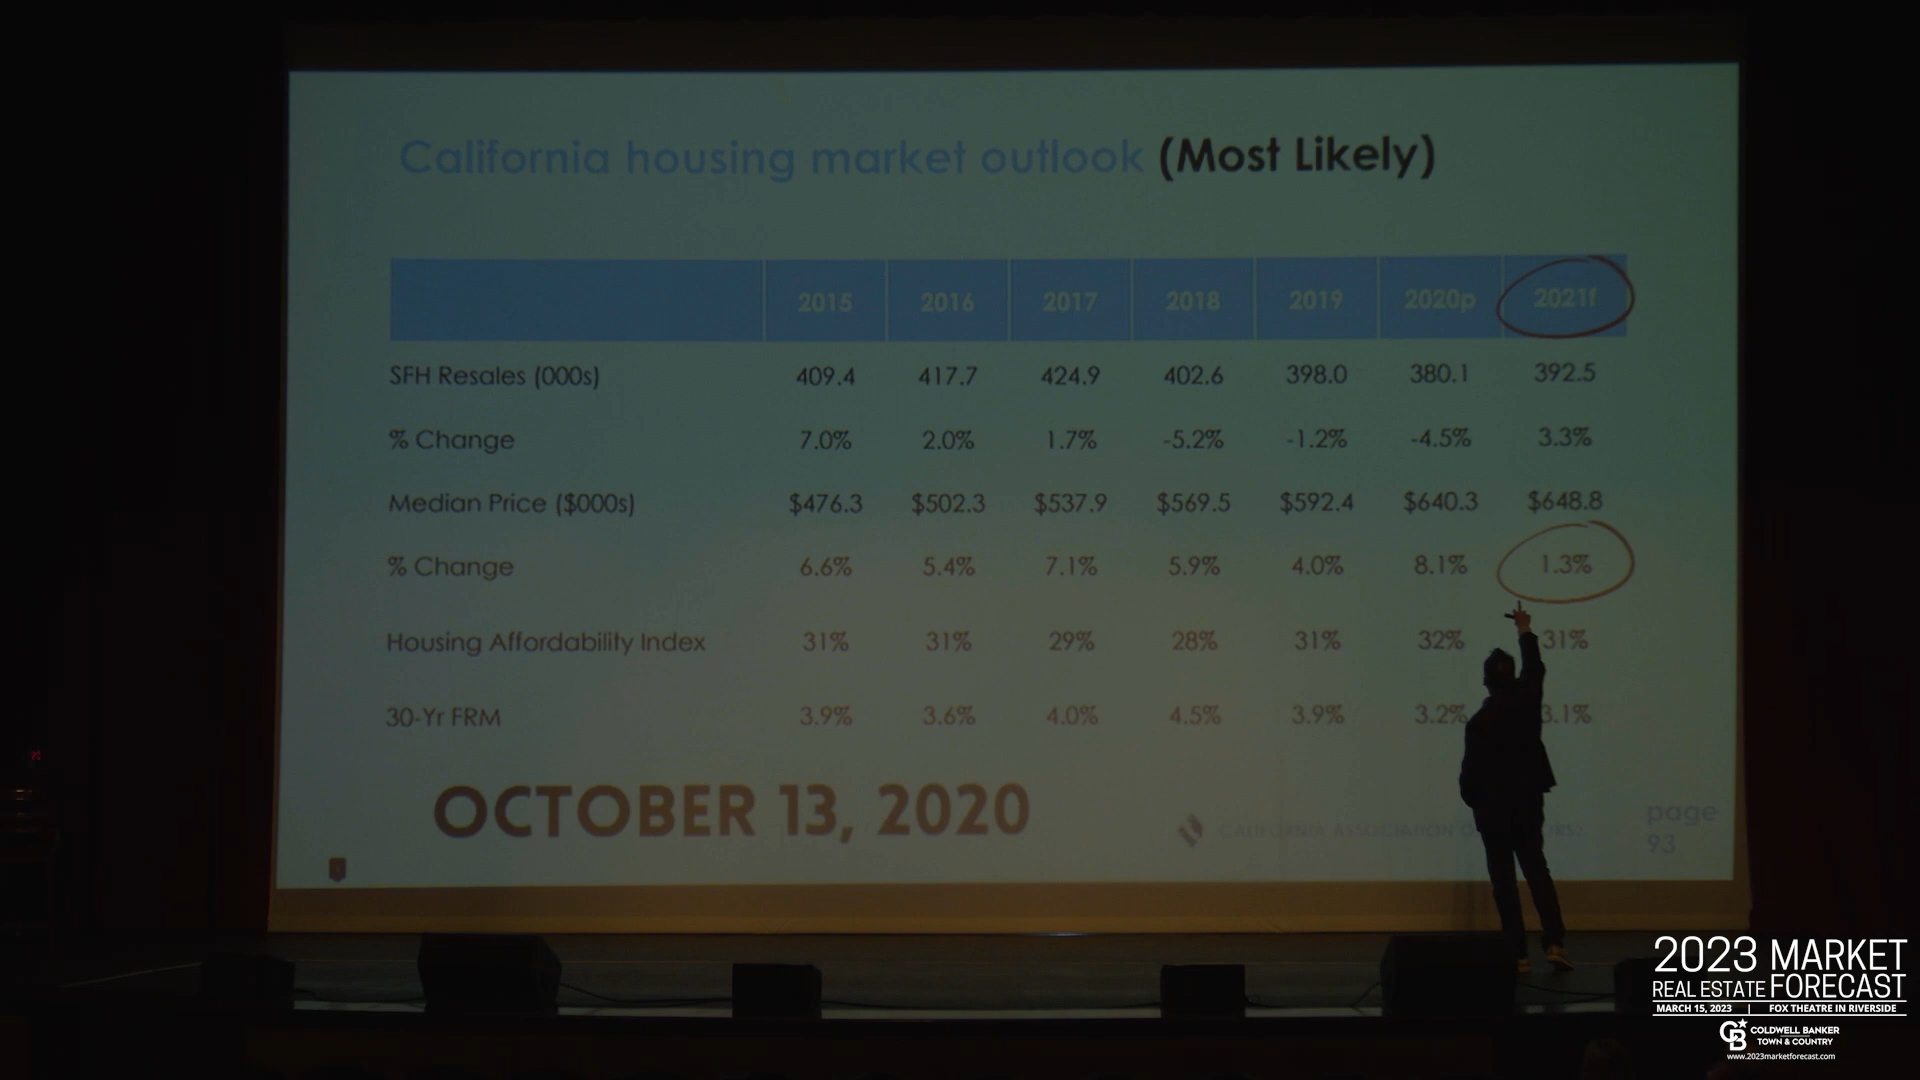 California housing market outlook (Most Likely)
2015 2016 2017 2018 2019 2020p 2021f
SFH Resales (000s) 409.4 417.7 424.9 402.6 398.0 380.1 392.5
% Change 7.0% 2.0% 1.7% -5.2% -1.2% -4.5% 3.3%
Median Price ($000s) $476.3 $502.3 $537.9 $569.5 $592.4 $640.3 $648.8
% Change 6.6% 5.4% 7.1% 5.9% 4.0% 8.1% 1.3%
Housing Affordability Index 31% 31% 29% 28% 31% 32% 31%
30-Yr FRM 3.9% 3.6% 4.0% 4.5% 3.9% 3.2% 3.1%
OCTOBER 13, 2020
CALIFORNIA ASSOCIATION
page
93
2023 MARKET
REAL ESTATE FORECAST
MARCH 15, 2023 | FOX THEATRE IN RIVERSIDE
CB COLDWELL BANKER
TOWN & COUNTRY
www.2023marketforecast.com